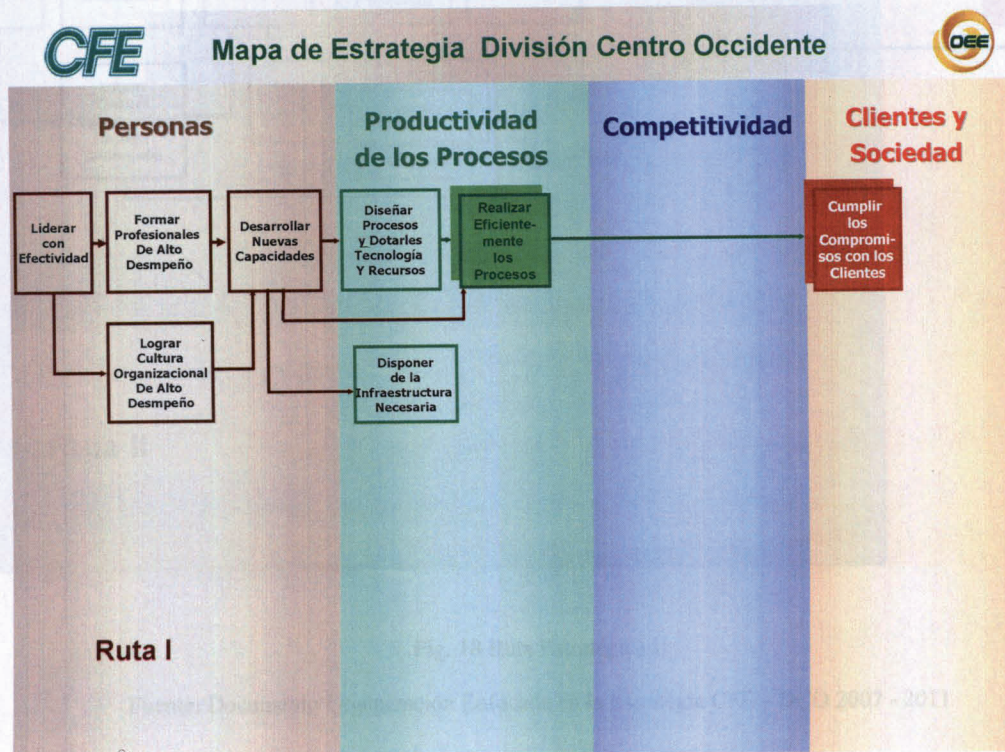 CFE
Mapa de Estrategia División Centro Occidente
OEE
Personas
Productividad
de los Procesos
Competitividad
Clientes y
Sociedad
Liderar
con
Efectividad
Formar
Profesionales
De Alto
Desmpeño
Desarrollar
Nuevas
Capacidades
Diseñar
Procesos
y Dotarles
Tecnología
Y Recursos
Realizar
Eficiente-
mente
los
Procesos
Cumplir
los
Compromi-
sos con los
Clientes
Lograr
Cultura
Organizacional
De Alto
Desmpeño
Disponer
de la
Infraestructura
Necesaria
Ruta I